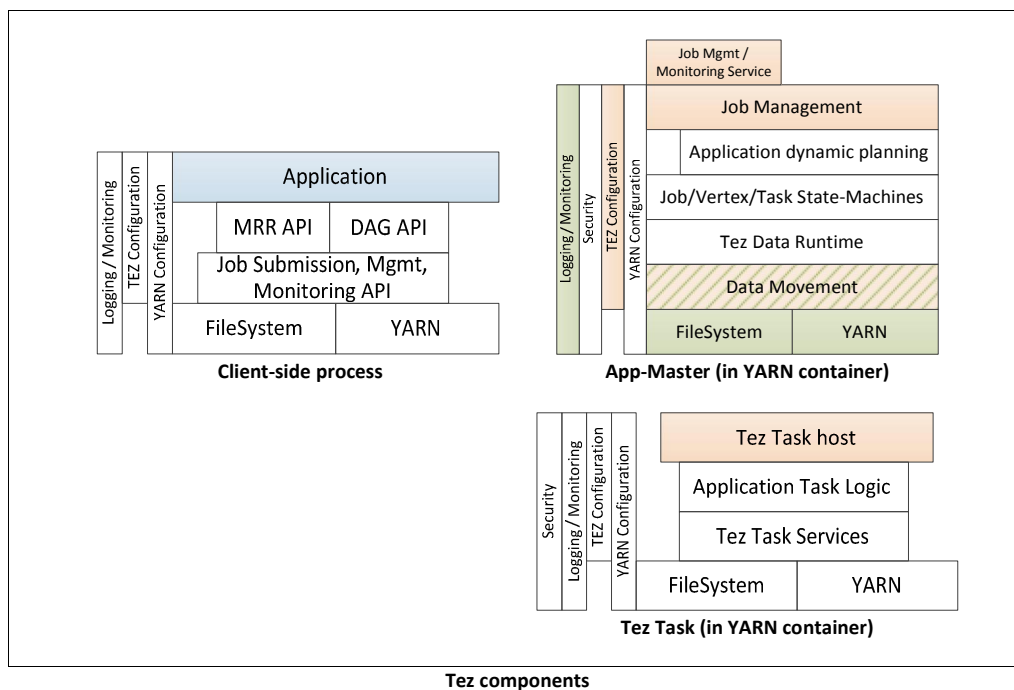 Logging / Monitoring
TEZ Configuration
YARN Configuration
Application
MRR API
DAG API
Job Submission, Mgmt,
Monitoring API
FileSystem
YARN
Client-side process
Job Mgmt /
Monitoring Service
Logging / Monitoring
Security
TEZ Configuration
YARN Configuration
Job Management
Application dynamic planning
Job/Vertex/Task State-Machines
Tez Data Runtime
Data Movement
FileSystem
YARN
App-Master (in YARN container)
Security
Logging / Monitoring
TEZ Configuration
YARN Configuration
Tez Task host
Application Task Logic
Tez Task Services
FileSystem
YARN
Tez Task (in YARN container)
Tez components